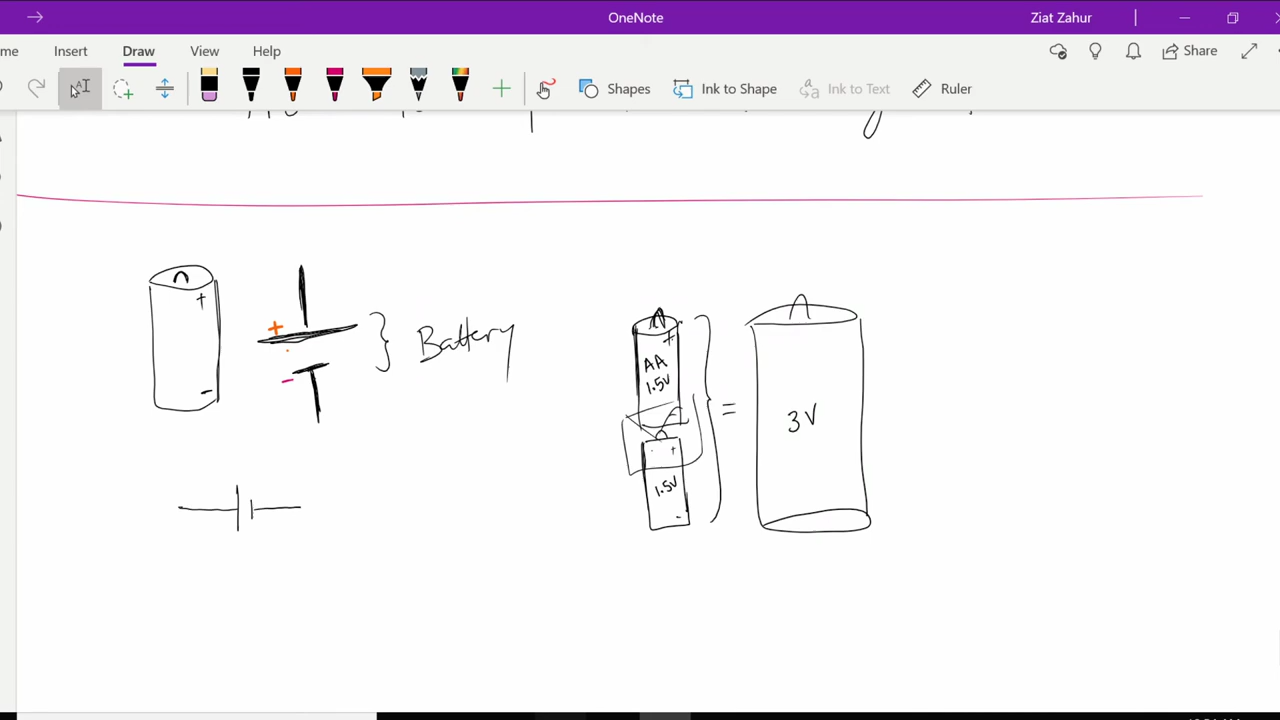 OneNote
Ziat Zahur
Insert
Draw
View
Help
Share
Shapes
Ink to Shape
Ink to Text
Ruler
+
-
+
-
Battery
+
AA
1.5V
+
1.5V
-
=
3V